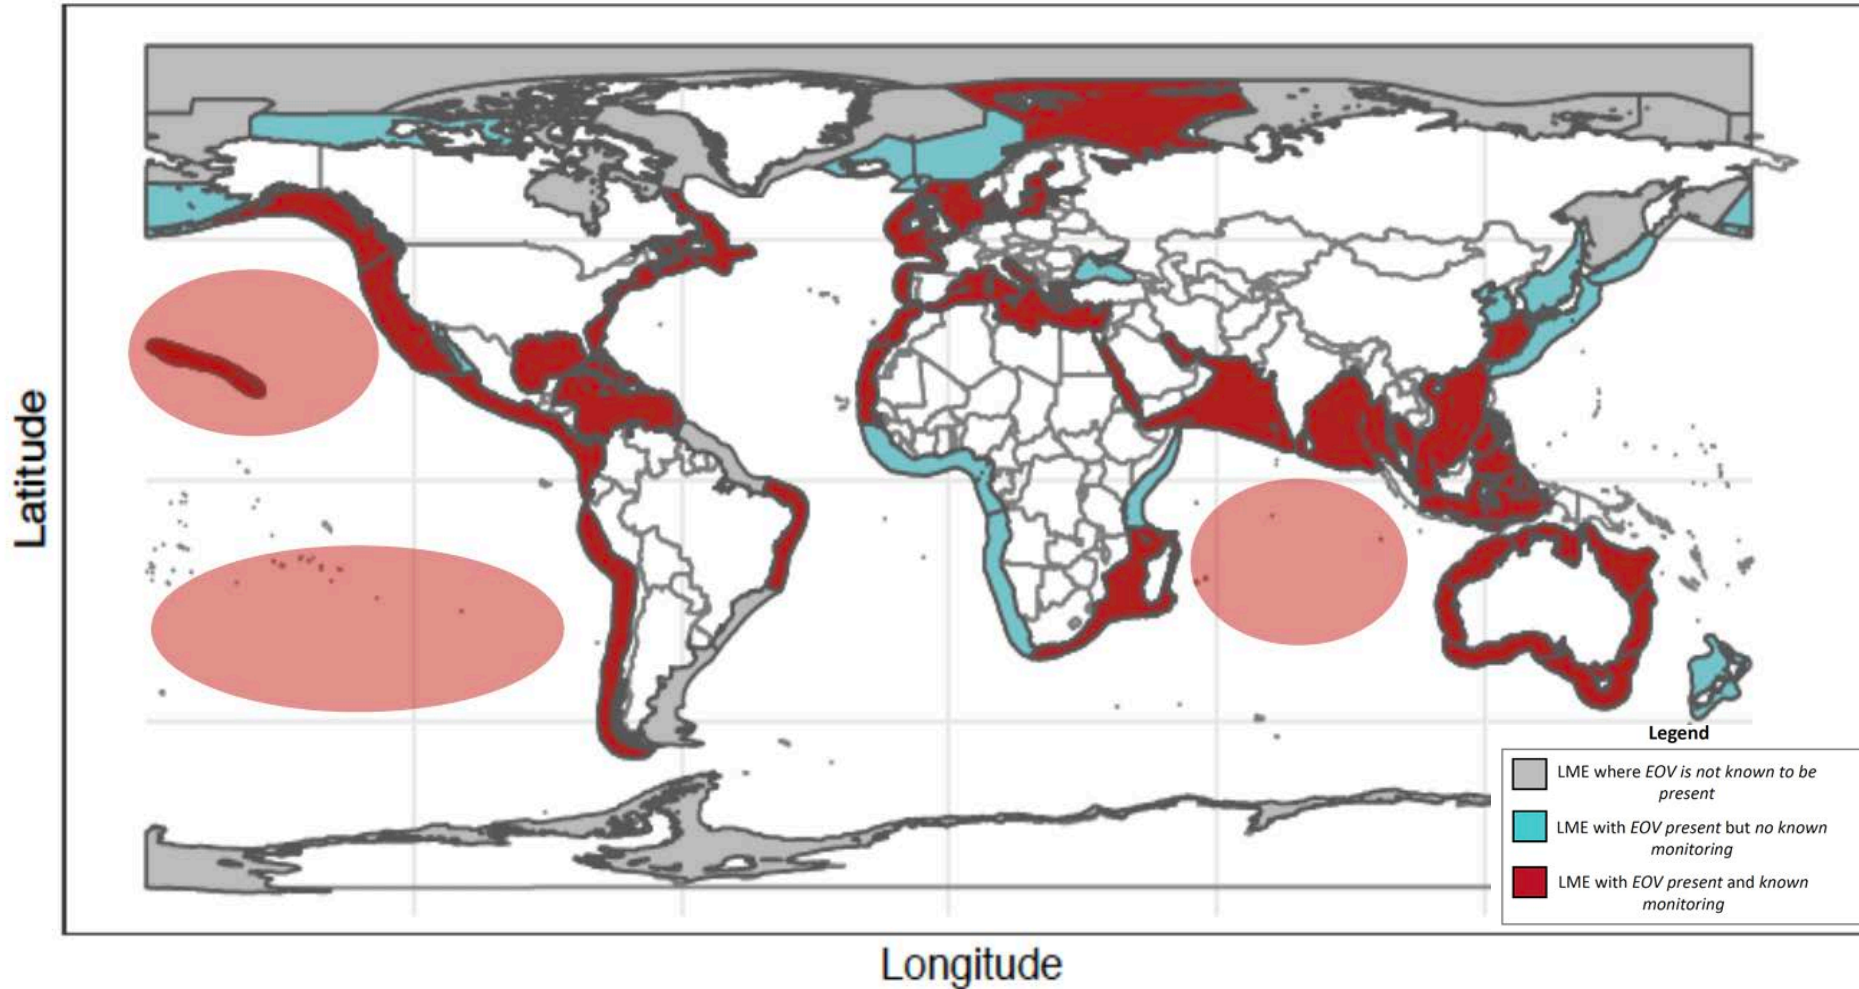 Latitude
Longitude
Legend
LME where EOV is not known to be
present
LME with EOV present but no known
monitoring
LME with EOV present and known
monitoring